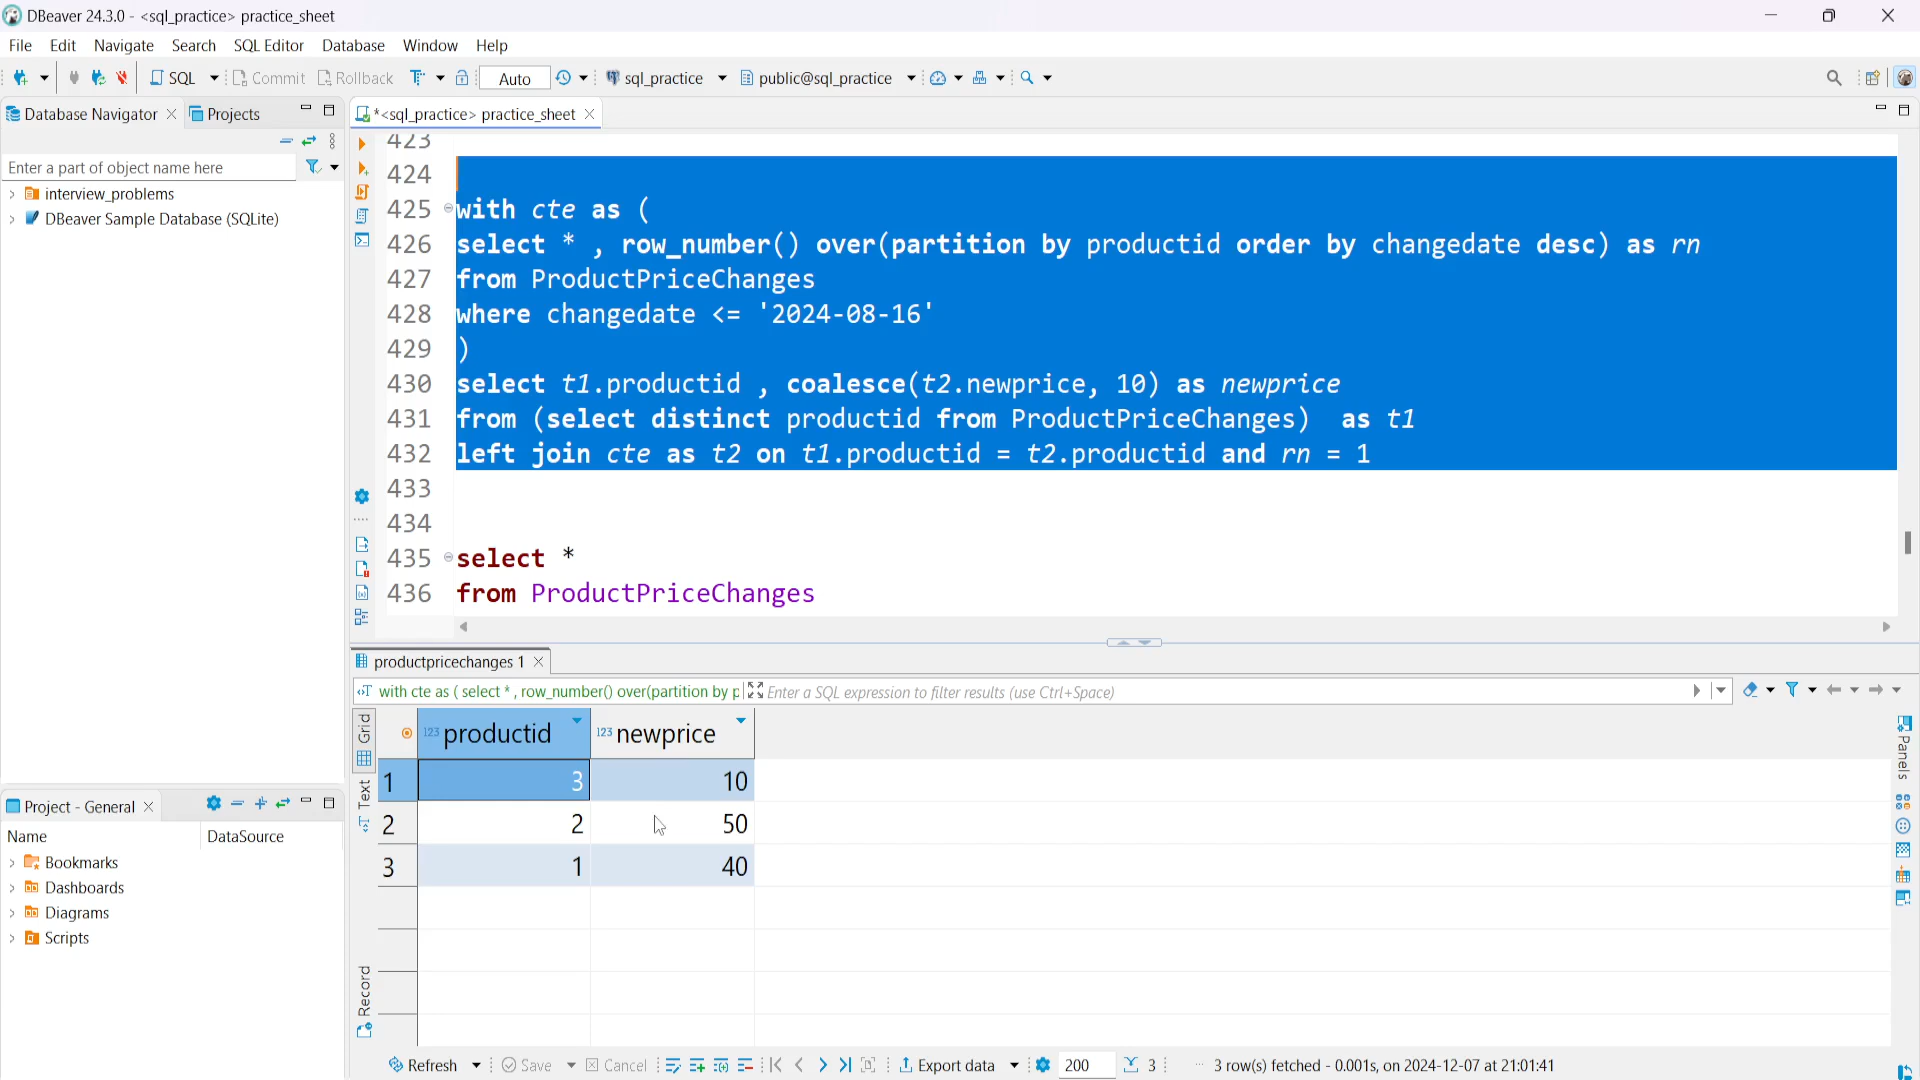 DBeaver 24.3.0 - <sql_practice> practice_sheet
File Edit Navigate Search SQL Editor Database Window Help
SQL Commit Rollback Auto sql_practice public@sql_practice
Database Navigator Projects
*<sql_practice> practice_sheet
Enter a part of object name here
interview_problems
DBeaver Sample Database (SQLite)
423
424
425 with cte as (
426 select * , row_number() over(partition by productid order by changedate desc) as rn
427 from ProductPriceChanges
428 where changedate <= '2024-08-16'
429 )
430 select t1.productid , coalesce(t2.newprice, 10) as newprice
431 from (select distinct productid from ProductPriceChanges)  as t1
432 left join cte as t2 on t1.productid = t2.productid and rn = 1
433
434
435 select *
436 from ProductPriceChanges
productpricechanges 1
with cte as ( select * , row_number() over(partition by p Enter a SQL expression to filter results (use Ctrl+Space)
Grid
Text
Record
Panels
123 productid 123 newprice
1 3 10
2 2 50
3 1 40
Project - General
Name DataSource
Bookmarks
Dashboards
Diagrams
Scripts
Refresh Save Cancel Export data 200 3 3 row(s) fetched - 0.001s, on 2024-12-07 at 21:01:41